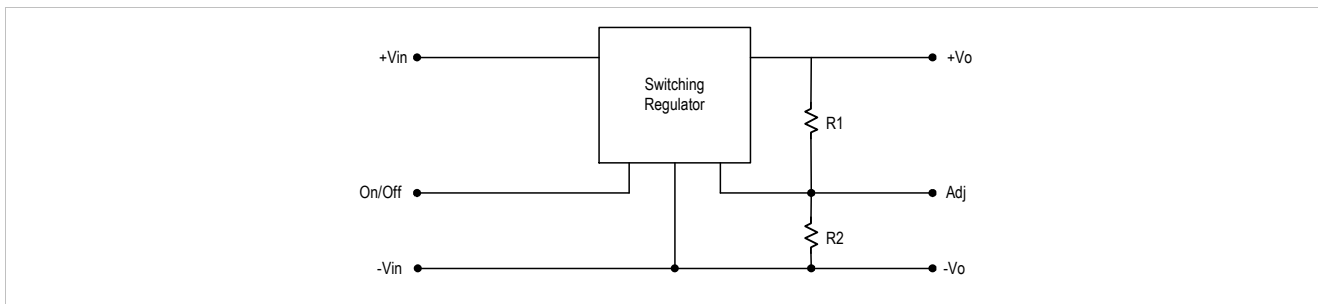 +Vin
Switching
Regulator
+Vo
R1
On/Off
Adj
R2
-Vin
-Vo